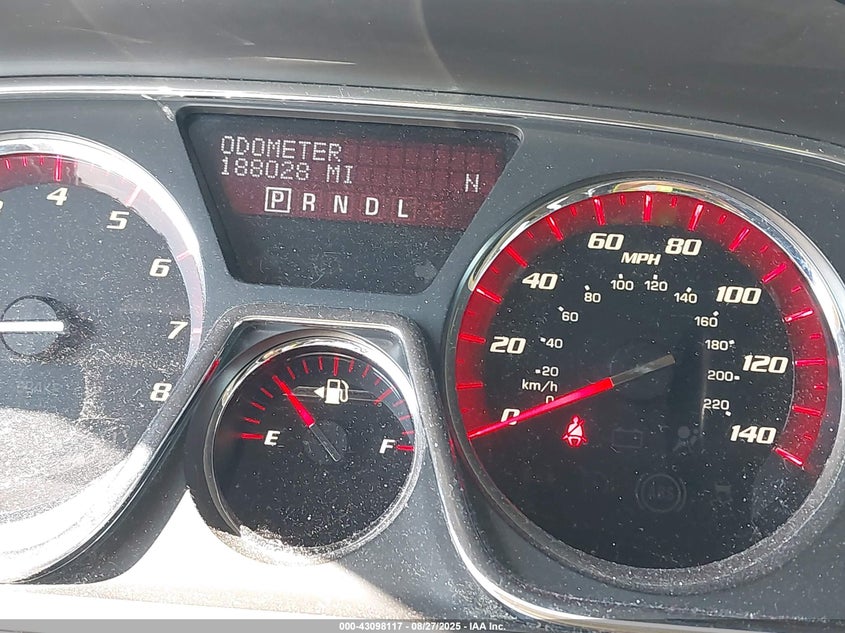 ODOMETER
188028 MI N
P R N D L
4
5
6
7
8
E F
0 20 40 60 80 100 120 140
MPH
km/h
0 20 40 60 80 100 120 140 160 180 200 220
000-43098117 - 08/27/2025 - IAA Inc.